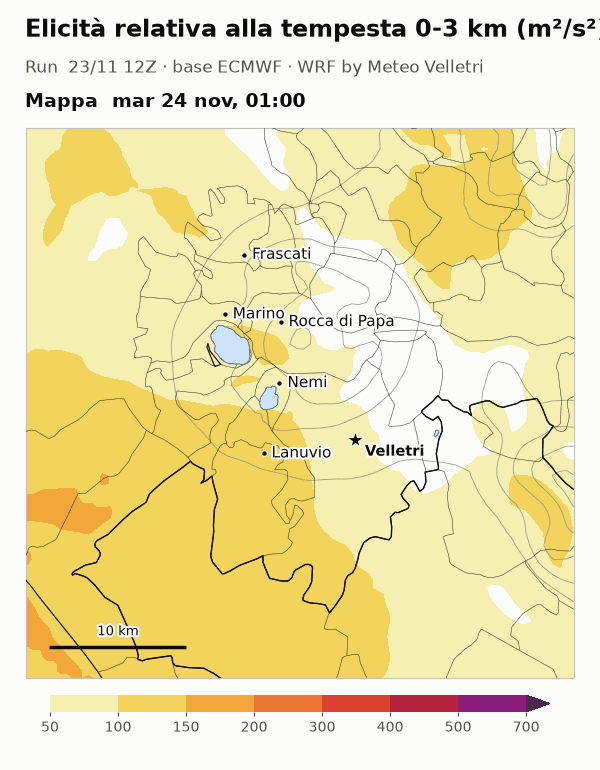 Elicità relativa alla tempesta 0-3 km (m²/s²)
Run 23/11 12Z · base ECMWF · WRF by Meteo Velletri
Mappa mar 24 nov, 01:00
Frascati
Marino
Rocca di Papa
Nemi
Velletri
Lanuvio
10 km
50 100 150 200 300 400 500 700